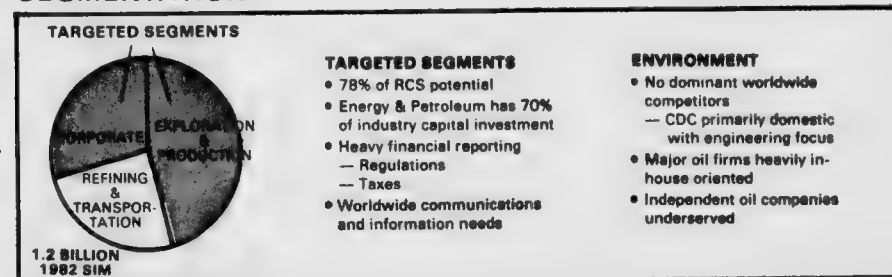 TARGETED SEGMENTS
CORPORATE
EXPLORATION
&
PRODUCTION
REFINING
&
TRANSPOR-
TATION
1.2 BILLION
1982 SIM
TARGETED SEGMENTS
• 78% of RCS potential
• Energy & Petroleum has 70%
of industry capital investment
• Heavy financial reporting
— Regulations
— Taxes
• Worldwide communications
and information needs
ENVIRONMENT
• No dominant worldwide
competitors
— CDC primarily domestic
with engineering focus
• Major oil firms heavily in-
house oriented
• Independent oil companies
underserved